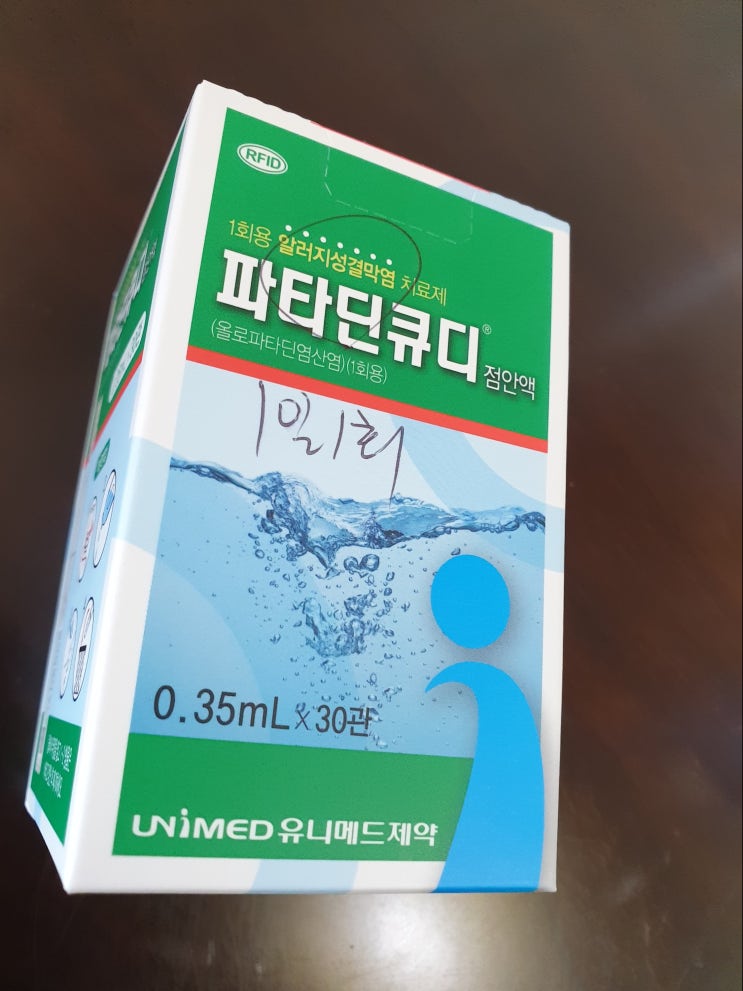 RFID
1회용 알러지성결막염 치료제
파타딘큐디® 점안액
(올로파타딘염산염)(1회용)
1일1회
0.35mL x 30관
UNiMED 유니메드제약